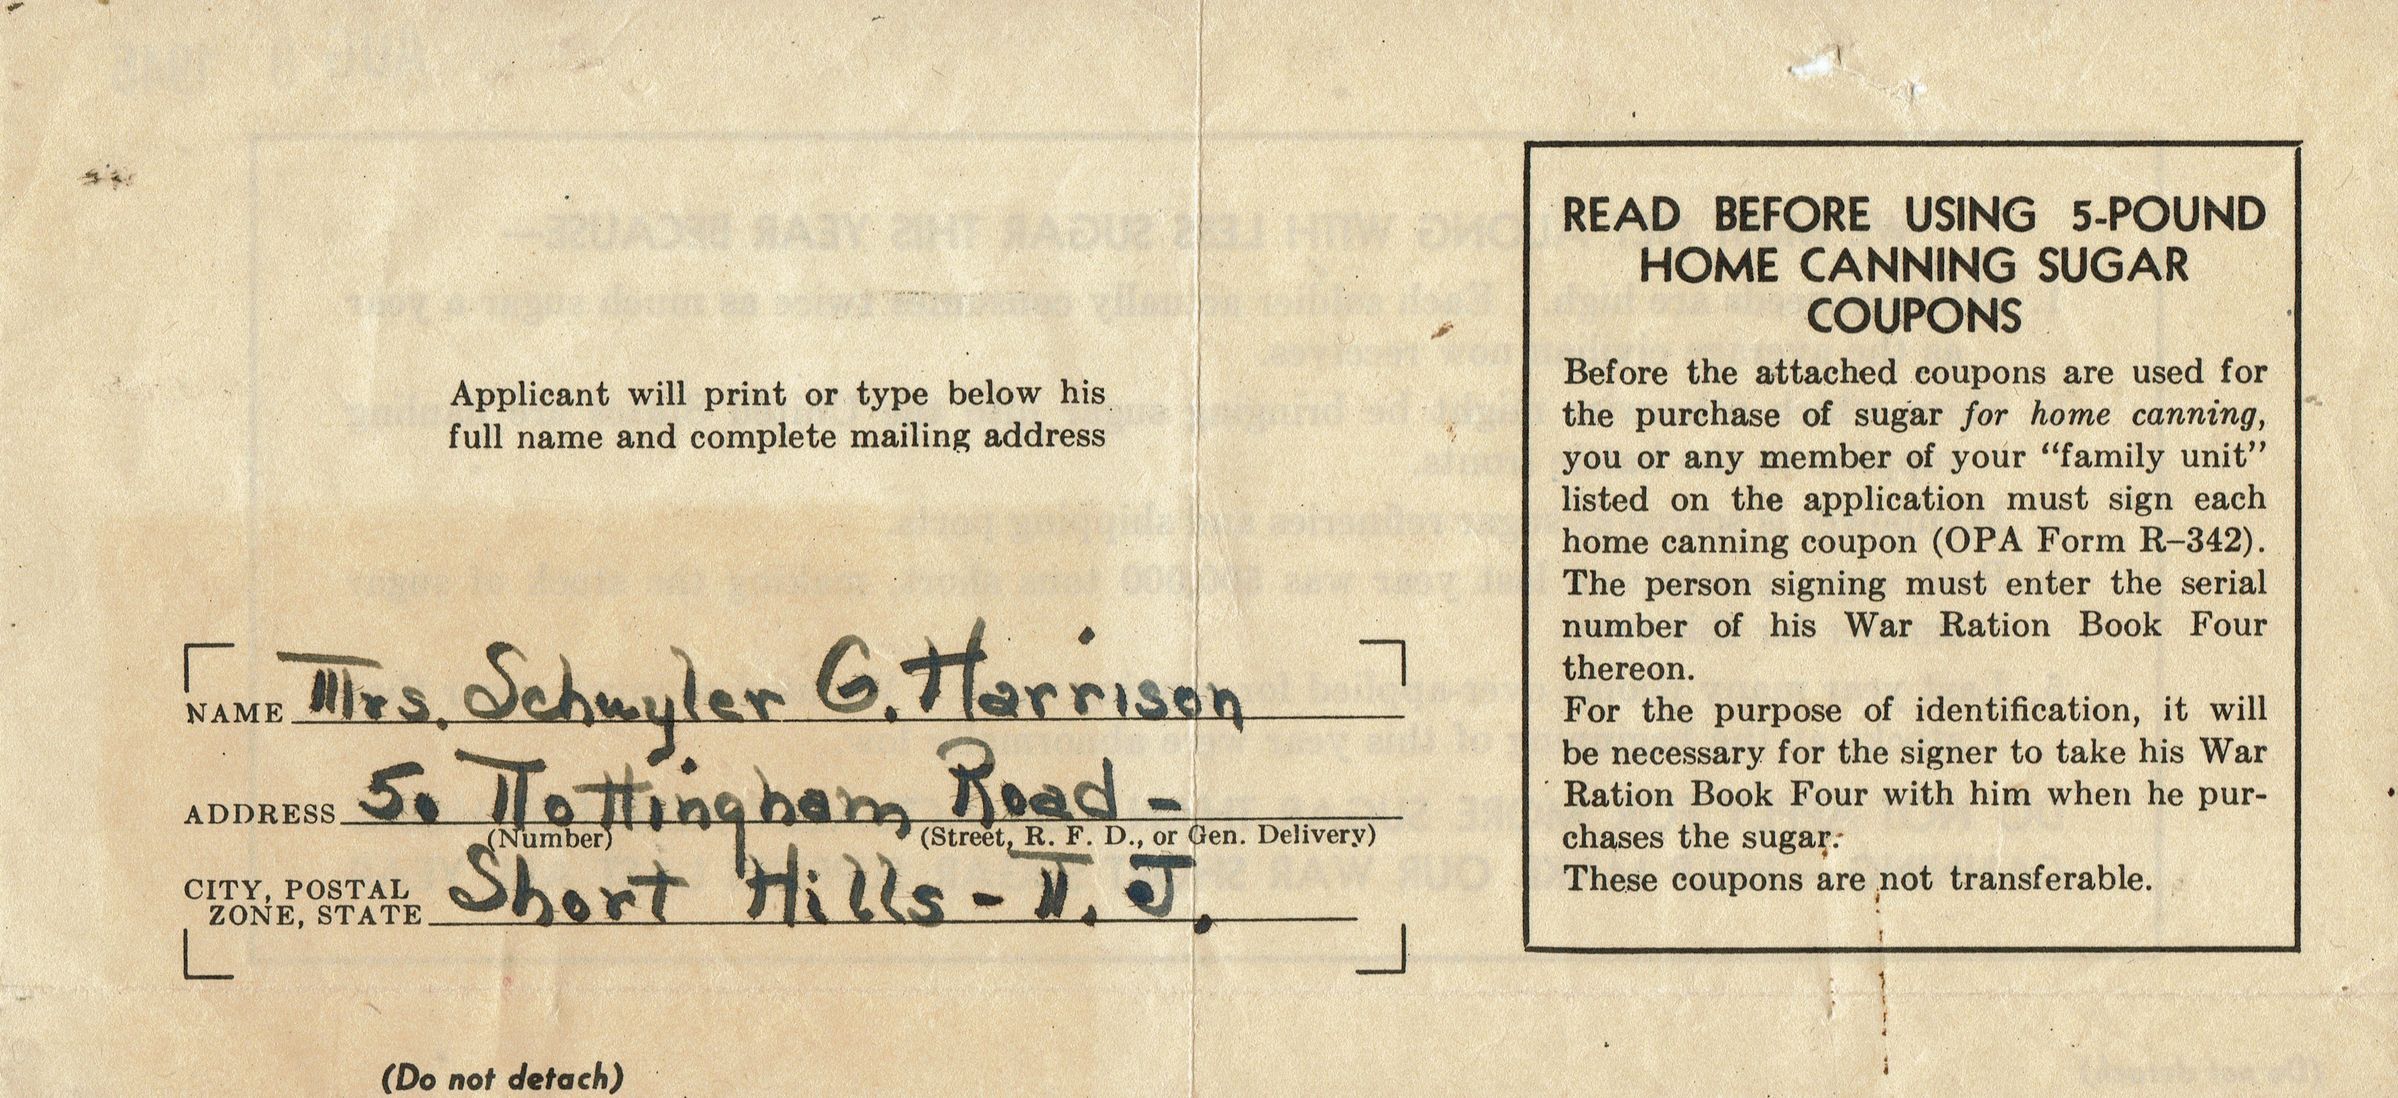 Applicant will print or type below his
full name and complete mailing address
NAME Mrs. Schuyler G. Harrison
ADDRESS 50 Nottingham Road -
(Number) (Street, R. F. D., or Gen. Delivery)
CITY, POSTAL
ZONE, STATE Short Hills - N. J.
(Do not detach)
READ BEFORE USING 5-POUND
HOME CANNING SUGAR
COUPONS
Before the attached coupons are used for
the purchase of sugar for home canning,
you or any member of your “family unit”
listed on the application must sign each
home canning coupon (OPA Form R–342).
The person signing must enter the serial
number of his War Ration Book Four
thereon.
For the purpose of identification, it will
be necessary for the signer to take his War
Ration Book Four with him when he pur-
chases the sugar.
These coupons are not transferable.